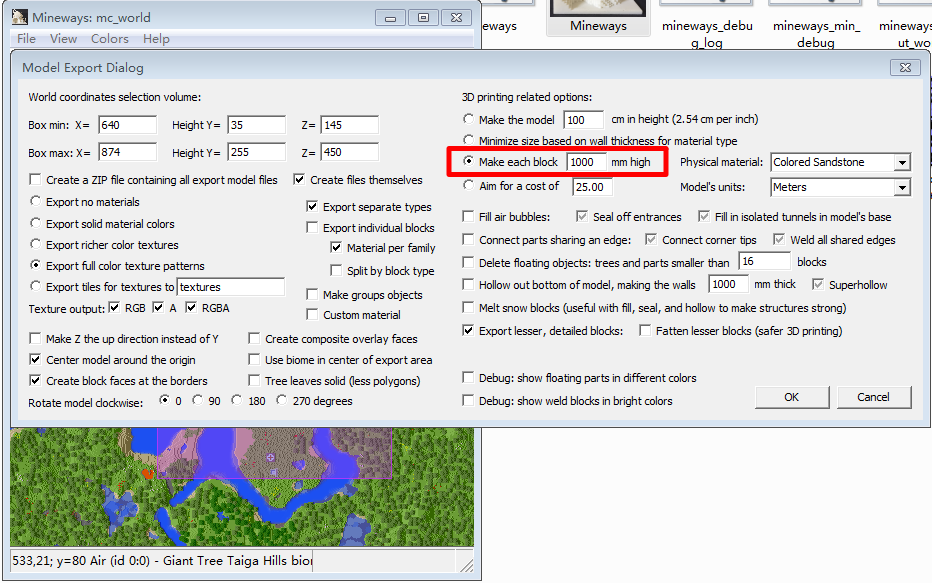 Mineways: mc_world
File View Colors Help
eways
Mineways
mineways_debu
g_log
mineways_min_
debug
mineways
ut_wo
Model Export Dialog
World coordinates selection volume:
Box min: X= 640 Height Y= 35 Z= 145
Box max: X= 874 Height Y= 255 Z= 450
Create a ZIP file containing all export model files
Create files themselves
Export no materials
Export solid material colors
Export richer color textures
Export full color texture patterns
Export tiles for textures to textures
Texture output: RGB A RGBA
Export separate types
Export individual blocks
Material per family
Split by block type
Make groups objects
Custom material
Make Z the up direction instead of Y
Center model around the origin
Create block faces at the borders
Create composite overlay faces
Use biome in center of export area
Tree leaves solid (less polygons)
Rotate model clockwise: 0 90 180 270 degrees
3D printing related options:
Make the model 100 cm in height (2.54 cm per inch)
Minimize size based on wall thickness for material type
Make each block 1000 mm high
Physical material: Colored Sandstone
Aim for a cost of 25.00
Model's units: Meters
Fill air bubbles: Seal off entrances Fill in isolated tunnels in model's base
Connect parts sharing an edge: Connect corner tips Weld all shared edges
Delete floating objects: trees and parts smaller than 16 blocks
Hollow out bottom of model, making the walls 1000 mm thick Superhollow
Melt snow blocks (useful with fill, seal, and hollow to make structures strong)
Export lesser, detailed blocks: Fatten lesser blocks (safer 3D printing)
Debug: show floating parts in different colors
Debug: show weld blocks in bright colors
OK
Cancel
533,21; y=80 Air (id 0:0) - Giant Tree Taiga Hills bior